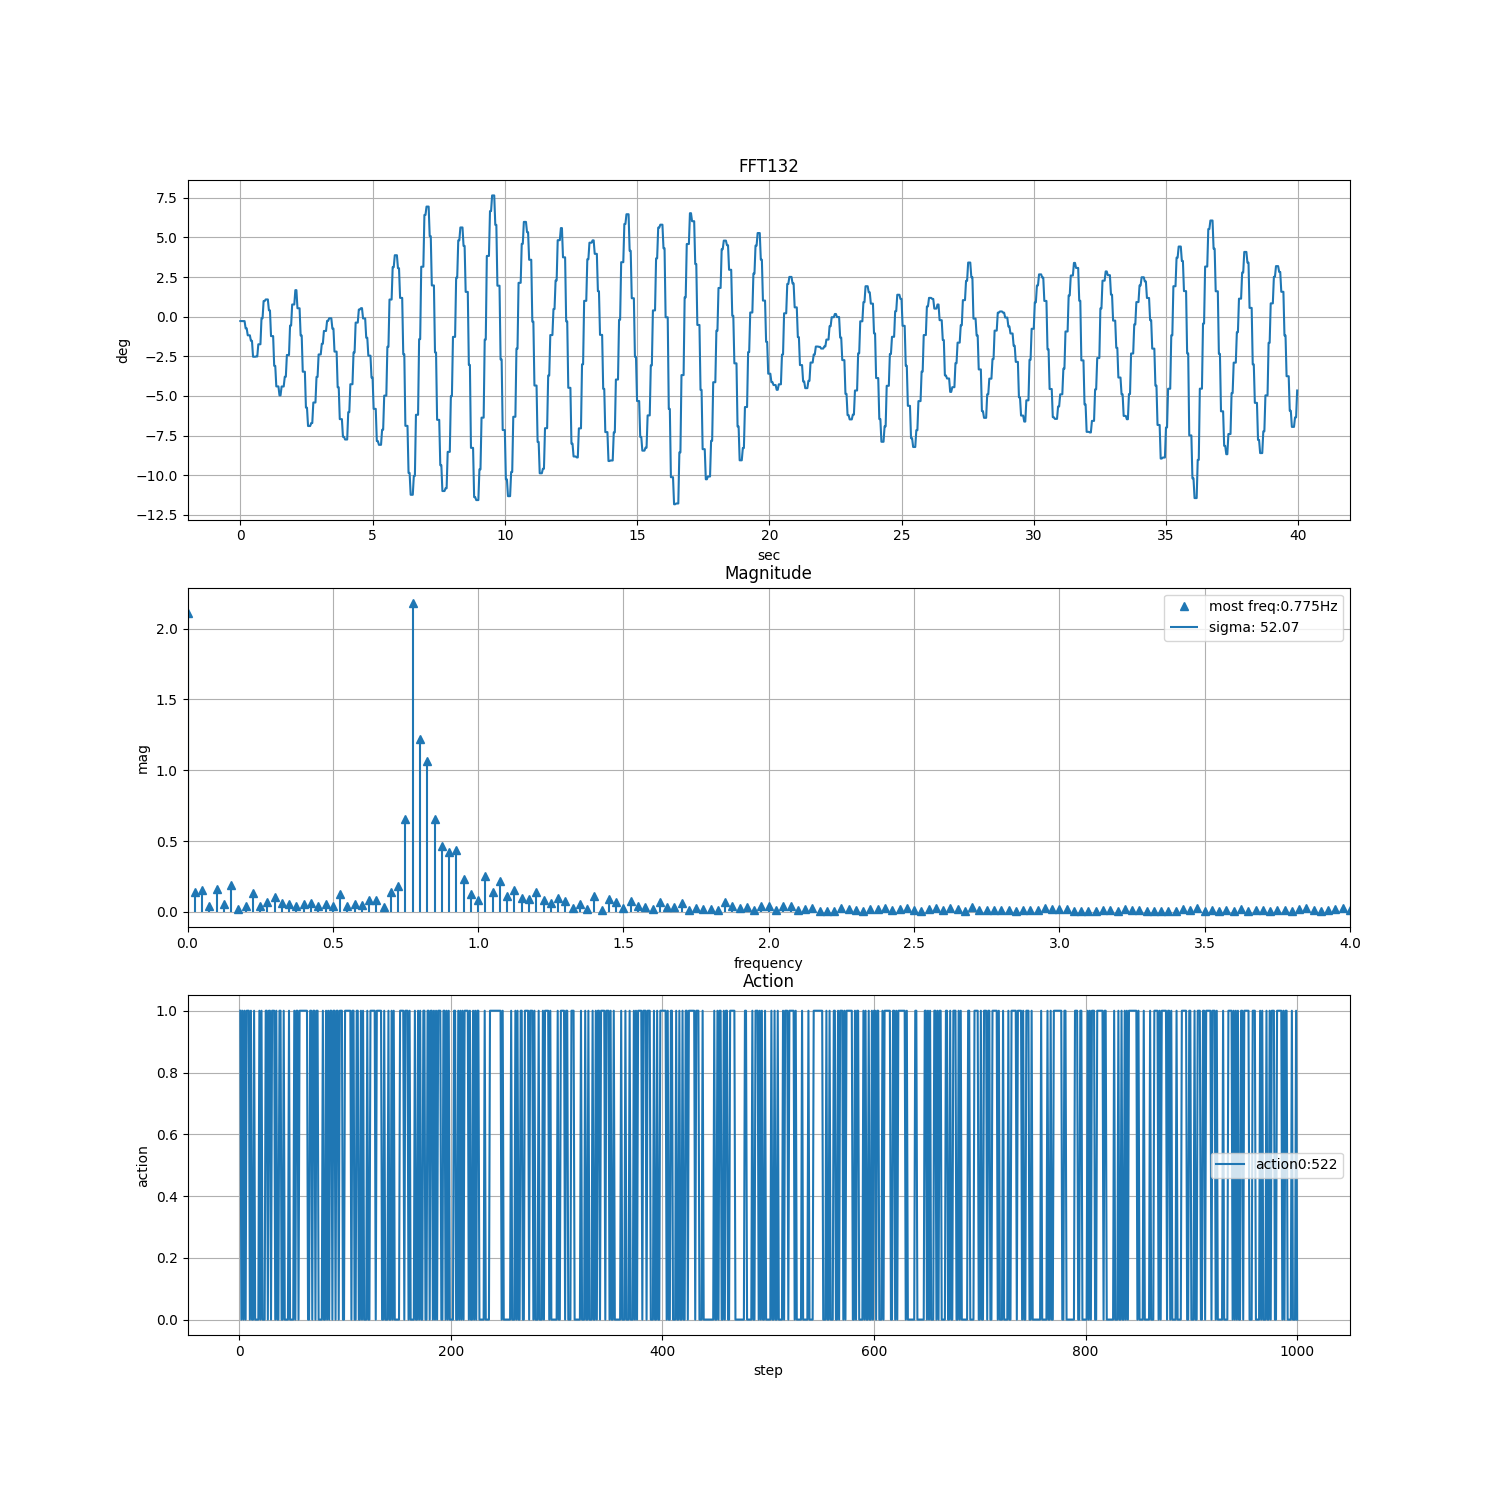 FFT132
7.5
5.0
2.5
0.0
−2.5
−5.0
−7.5
−10.0
−12.5
deg
0 5 10 15 20 25 30 35 40
sec
Magnitude
2.0
1.5
1.0
0.5
0.0
mag
most freq:0.775Hz
sigma: 52.07
0.0 0.5 1.0 1.5 2.0 2.5 3.0 3.5 4.0
frequency
Action
1.0
0.8
0.6
0.4
0.2
0.0
action
action0:522
0 200 400 600 800 1000
step